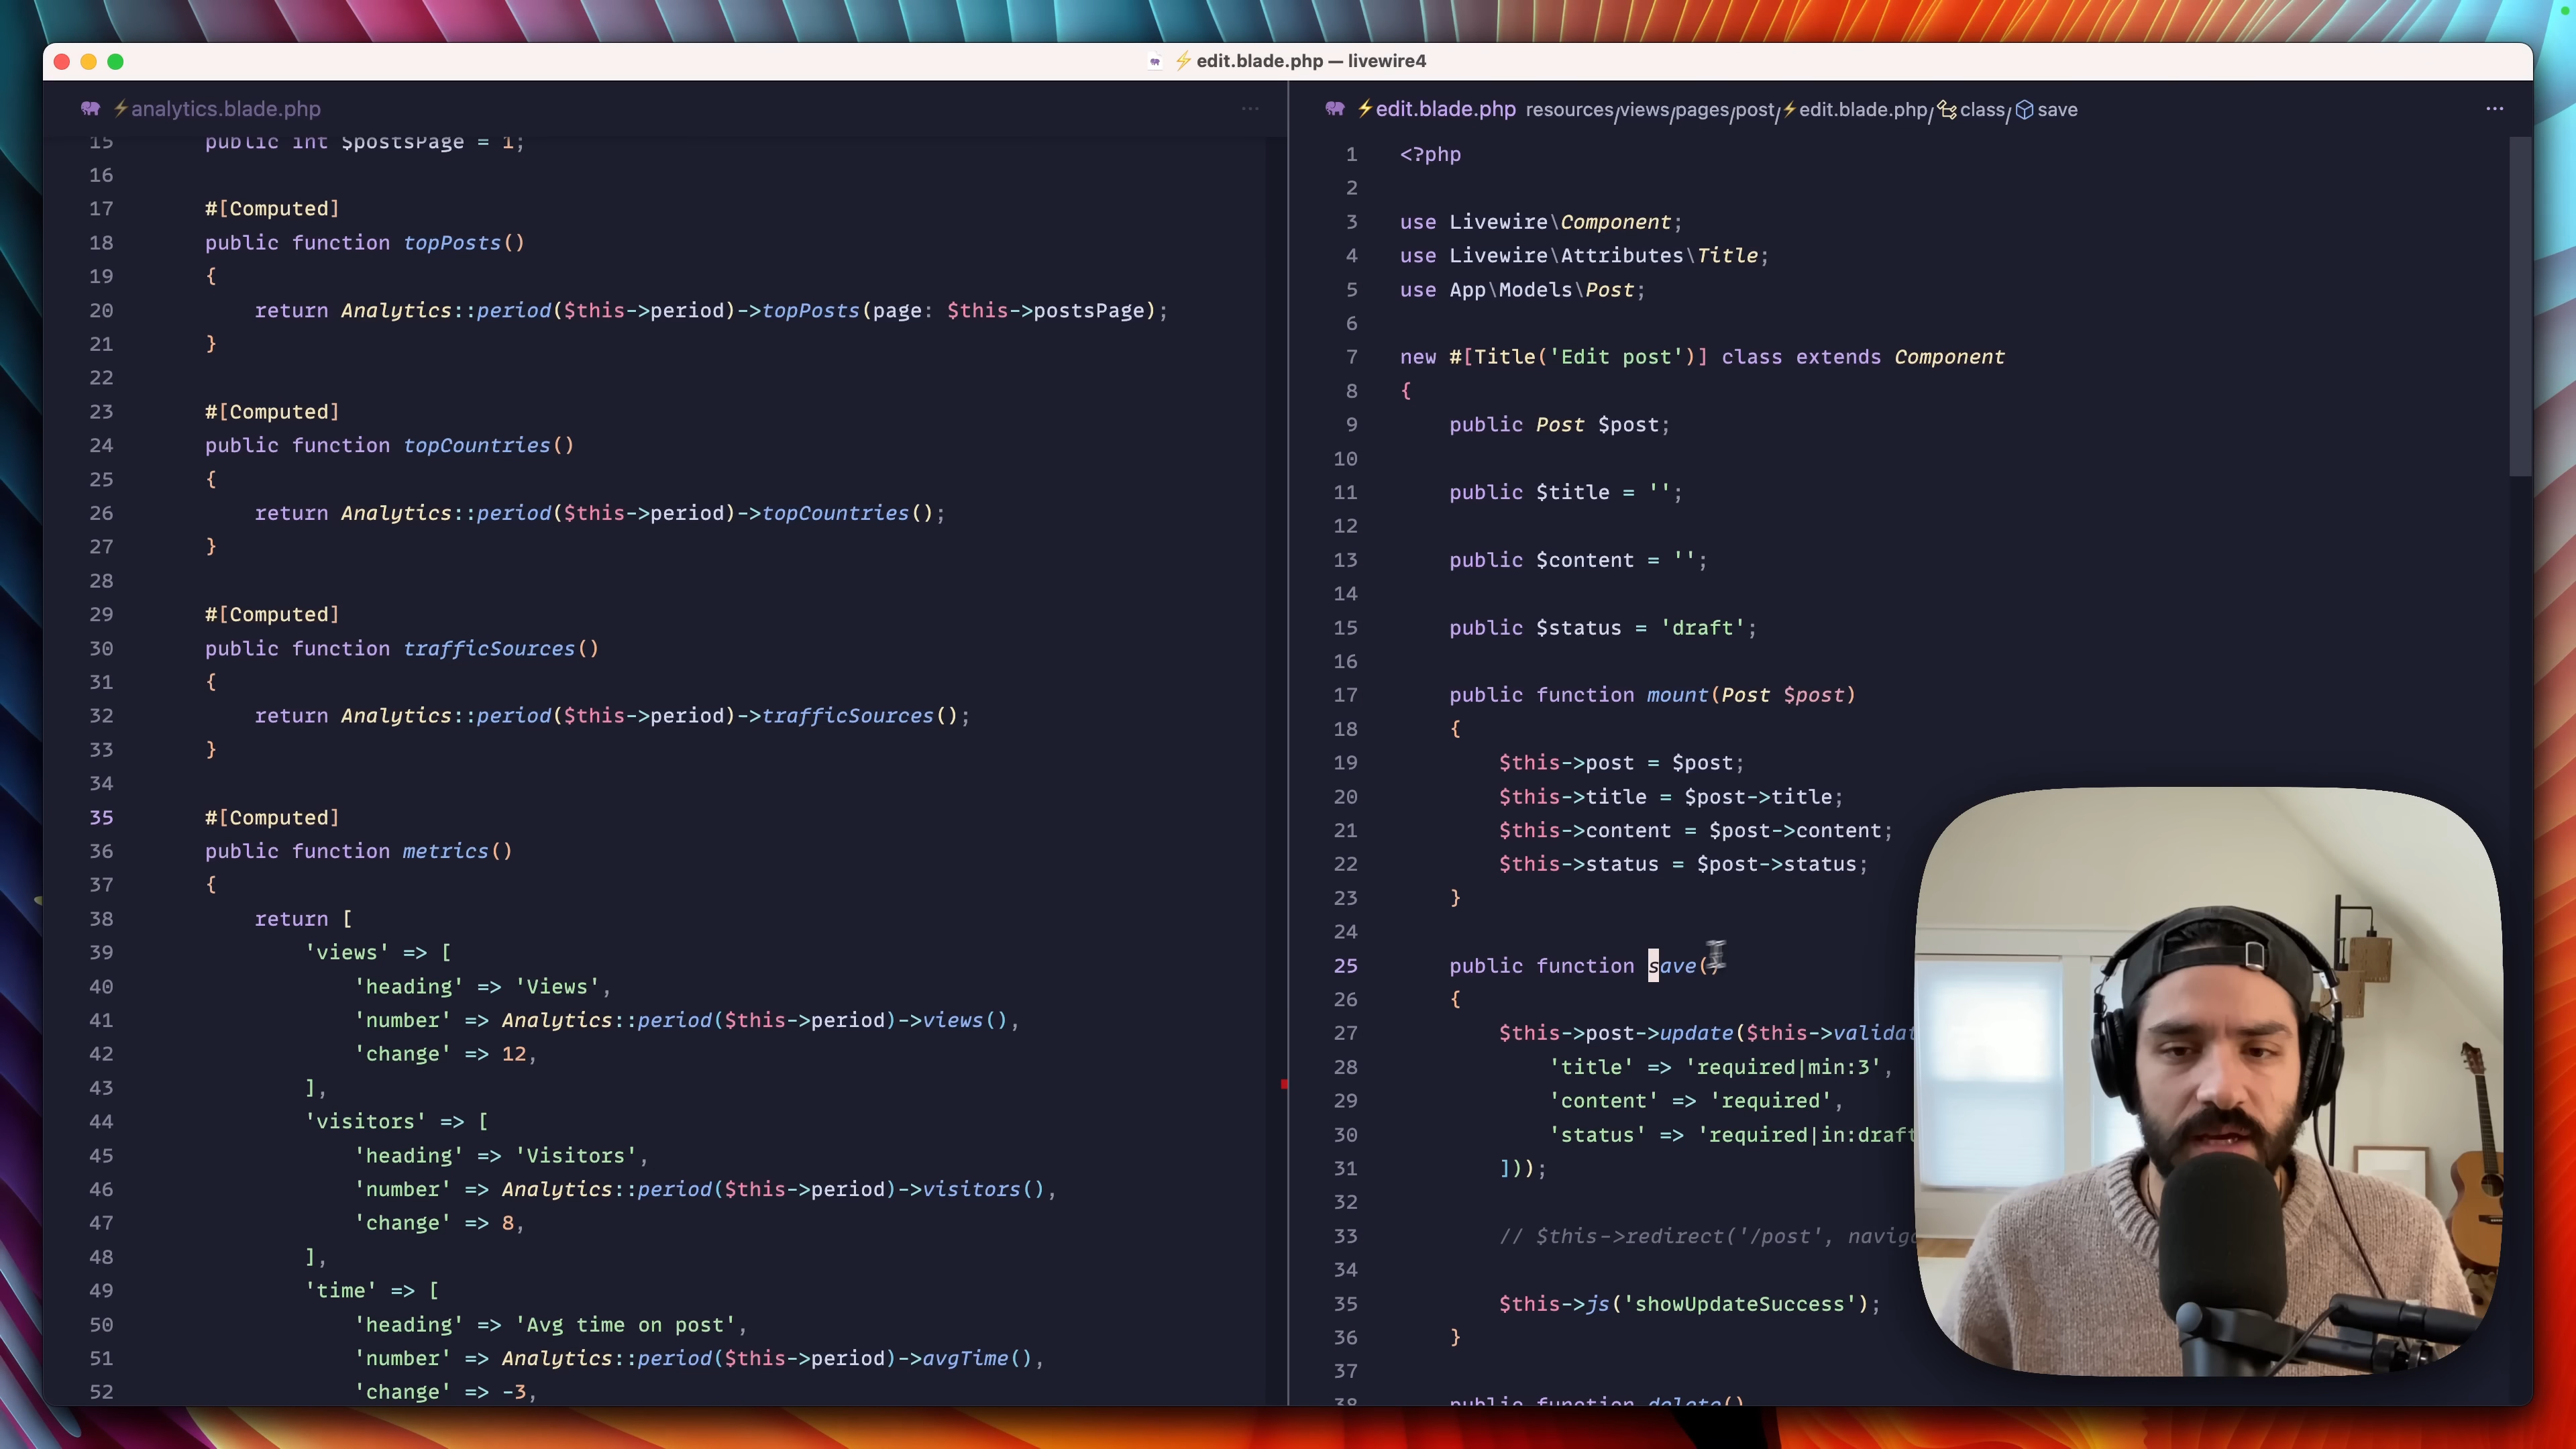 ⚡edit.blade.php — livewire4
⚡analytics.blade.php
...
15 public int $postsPage = 1;
16
17 #[Computed]
18 public function topPosts()
19 {
20 return Analytics::period($this->period)->topPosts(page: $this->postsPage);
21 }
22
23 #[Computed]
24 public function topCountries()
25 {
26 return Analytics::period($this->period)->topCountries();
27 }
28
29 #[Computed]
30 public function trafficSources()
31 {
32 return Analytics::period($this->period)->trafficSources();
33 }
34
35 #[Computed]
36 public function metrics()
37 {
38 return [
39 'views' => [
40 'heading' => 'Views',
41 'number' => Analytics::period($this->period)->views(),
42 'change' => 12,
43 ],
44 'visitors' => [
45 'heading' => 'Visitors',
46 'number' => Analytics::period($this->period)->visitors(),
47 'change' => 8,
48 ],
49 'time' => [
50 'heading' => 'Avg time on post',
51 'number' => Analytics::period($this->period)->avgTime(),
52 'change' => -3,
⚡edit.blade.php resources/views/pages/post/⚡edit.blade.php/class/save
...
1 <?php
2
3 use Livewire\Component;
4 use Livewire\Attributes\Title;
5 use App\Models\Post;
6
7 new #[Title('Edit post')] class extends Component
8 {
9 public Post $post;
10
11 public $title = '';
12
13 public $content = '';
14
15 public $status = 'draft';
16
17 public function mount(Post $post)
18 {
19 $this->post = $post;
20 $this->title = $post->title;
21 $this->content = $post->content;
22 $this->status = $post->status;
23 }
24
25 public function save()
26 {
27 $this->post->update($this->validat
28 'title' => 'required|min:3',
29 'content' => 'required',
30 'status' => 'required|in:draft
31 ]));
32
33 // $this->redirect('/post', naviga
34
35 $this->js('showUpdateSuccess');
36 }
37
38 public function delete()